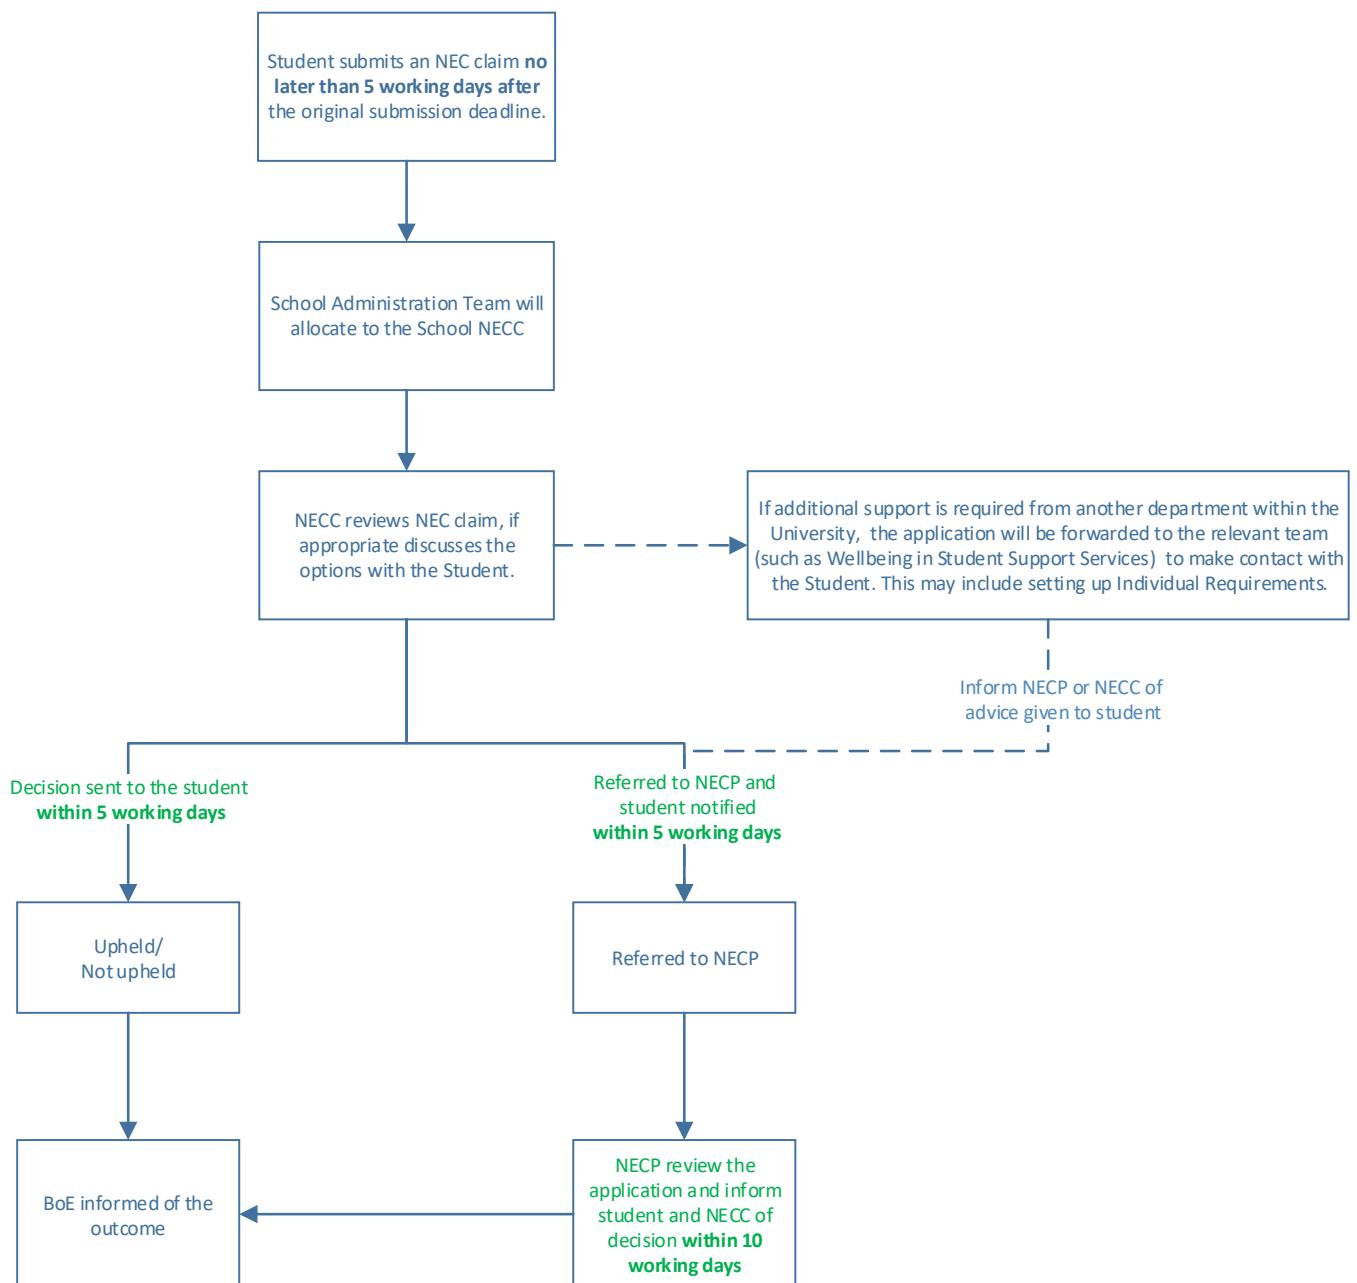 Student submits an NEC claim no
later than 5 working days after
the original submission deadline.
School Administration Team will
allocate to the School NECC
NECC reviews NEC claim, if
appropriate discusses the
options with the Student.
If additional support is required from another department within the
University,  the application will be forwarded to the relevant team
(such as Wellbeing in Student Support Services)  to make contact with
the Student. This may include setting up Individual Requirements.
Inform NECP or NECC of
advice given to student
Decision sent to the student
within 5 working days
Referred to NECP and
student notified
within 5 working days
Upheld/
Not upheld
Referred to NECP
BoE informed of the
outcome
NECP review the
application and inform
student and NECC of
decision within 10
working days